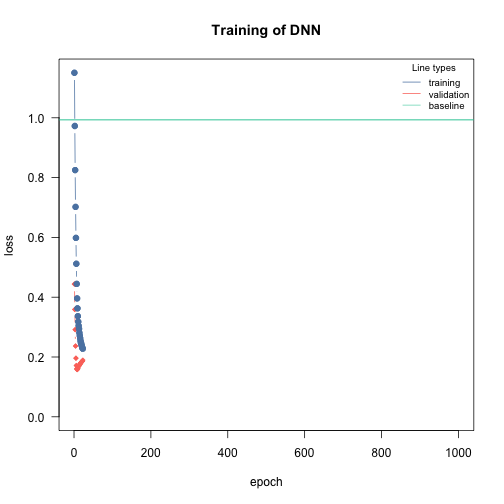 Training of DNN
Line types
training
validation
baseline
loss
1.0
0.8
0.6
0.4
0.2
0.0
0 200 400 600 800 1000
epoch